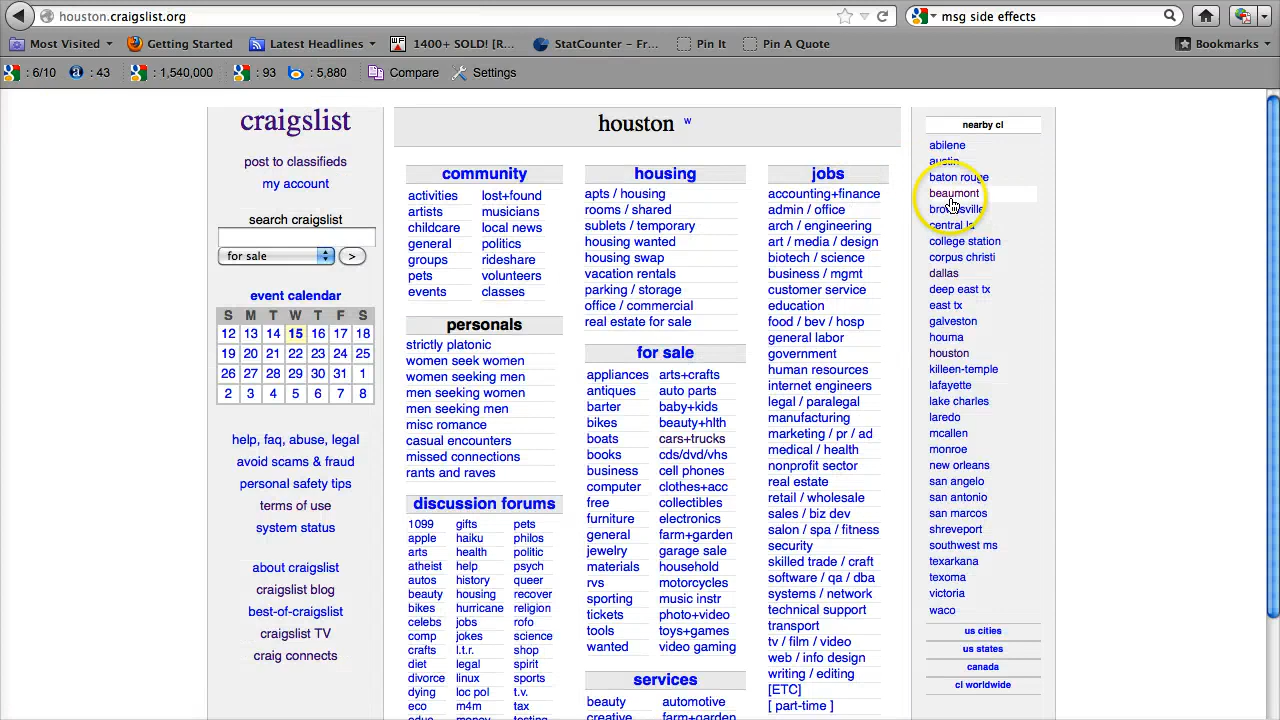 houston.craigslist.org
msg side effects
Most Visited
Getting Started
Latest Headlines
1400+ SOLD! [R...
StatCounter – Fr...
Pin It
Pin A Quote
Bookmarks
: 6/10
: 43
: 1,540,000
: 93
: 5,880
Compare
Settings
craigslist
post to classifieds
my account
search craigslist
for sale
>
event calendar
S M T W T F S
12 13 14 15 16 17 18
19 20 21 22 23 24 25
26 27 28 29 30 31 1
2 3 4 5 6 7 8
help, faq, abuse, legal
avoid scams & fraud
personal safety tips
terms of use
system status
about craigslist
craigslist blog
best-of-craigslist
craigslist TV
craig connects
houston w
community
activities lost+found
artists musicians
childcare local news
general politics
groups rideshare
pets volunteers
events classes
personals
strictly platonic
women seek women
women seeking men
men seeking women
men seeking men
misc romance
casual encounters
missed connections
rants and raves
discussion forums
1099 gifts pets
apple haiku philos
arts health politic
atheist help psych
autos history queer
beauty housing recover
bikes hurricane religion
celebs jobs rofo
comp jokes science
crafts l.t.r. shop
diet legal spirit
divorce linux sports
dying loc pol t.v.
eco m4m tax
educ money testing
housing
apts / housing
rooms / shared
sublets / temporary
housing wanted
housing swap
vacation rentals
parking / storage
office / commercial
real estate for sale
for sale
appliances arts+crafts
antiques auto parts
barter baby+kids
bikes beauty+hlth
boats cars+trucks
books cds/dvd/vhs
business cell phones
computer clothes+acc
free collectibles
furniture electronics
general farm+garden
jewelry garage sale
materials household
rvs motorcycles
sporting music instr
tickets photo+video
tools toys+games
wanted video gaming
services
beauty automotive
creative farm+garden
jobs
accounting+finance
admin / office
arch / engineering
art / media / design
biotech / science
business / mgmt
customer service
education
food / bev / hosp
general labor
government
human resources
internet engineers
legal / paralegal
manufacturing
marketing / pr / ad
medical / health
nonprofit sector
real estate
retail / wholesale
sales / biz dev
salon / spa / fitness
security
skilled trade / craft
software / qa / dba
systems / network
technical support
transport
tv / film / video
web / info design
writing / editing
[ETC]
[ part-time ]
nearby cl
abilene
austin
baton rouge
beaumont
brownsville
central la
college station
corpus christi
dallas
deep east tx
east tx
galveston
houma
houston
killeen-temple
lafayette
lake charles
laredo
mcallen
monroe
new orleans
san angelo
san antonio
san marcos
shreveport
southwest ms
texarkana
texoma
victoria
waco
us cities
us states
canada
cl worldwide